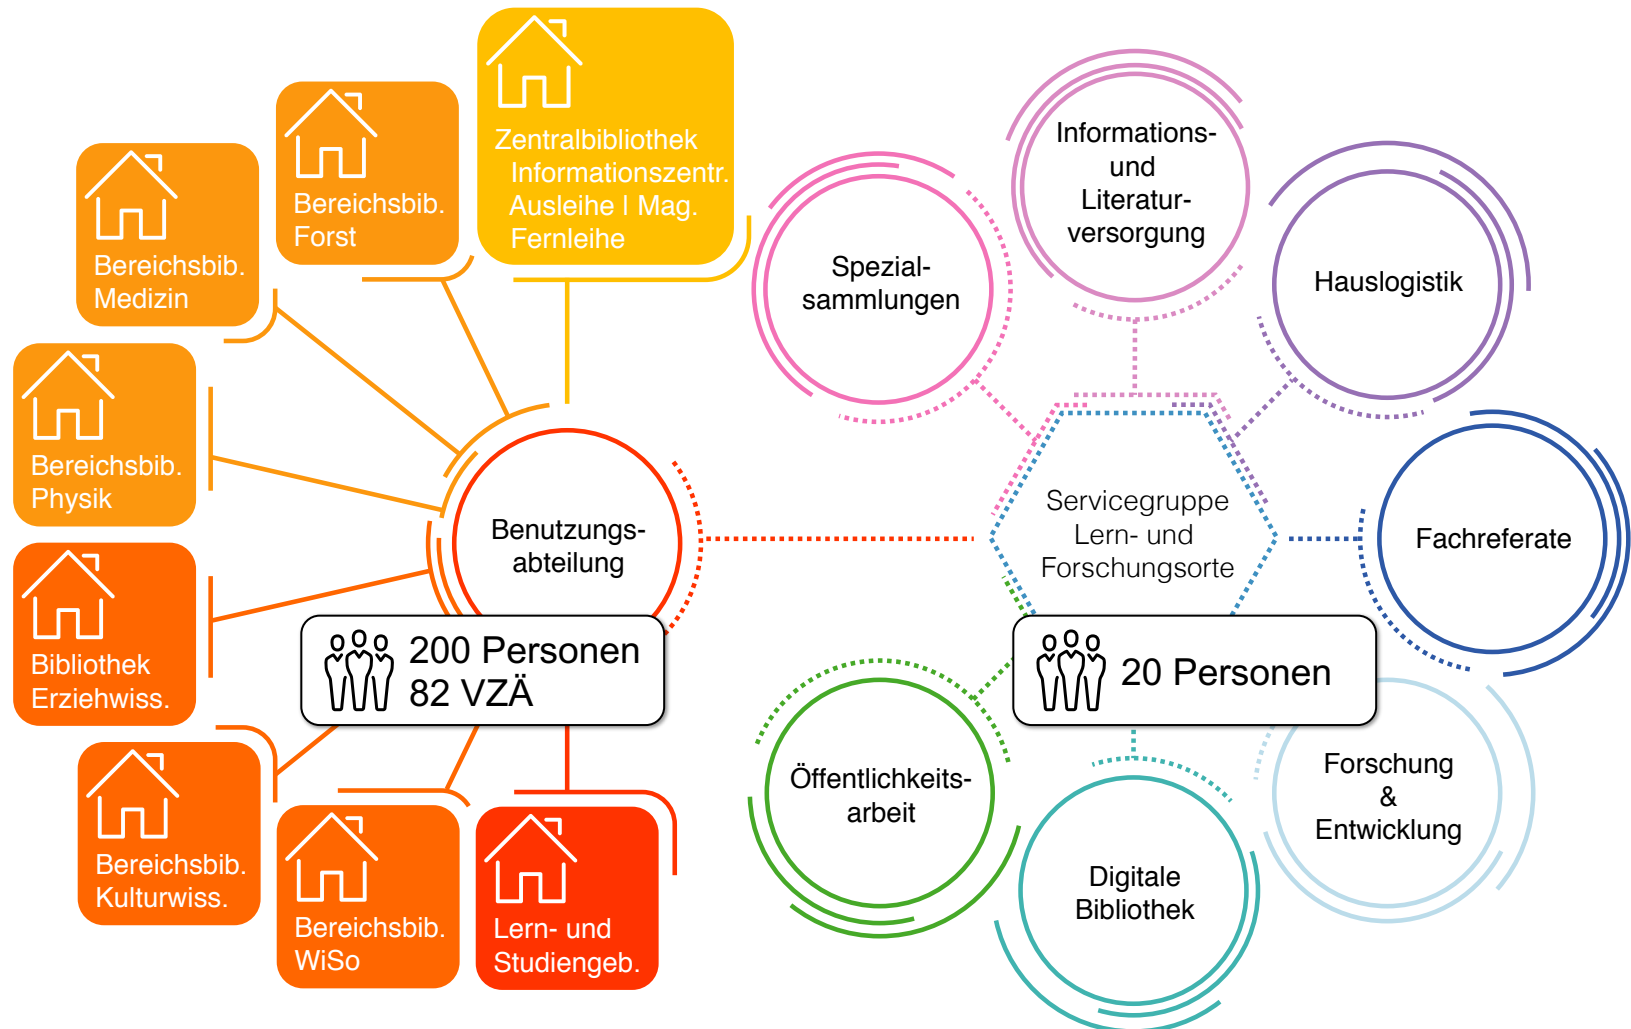 Zentralbibliothek
Informationszentr.
Ausleihe | Mag.
Fernleihe
Bereichsbib.
Forst
Bereichsbib.
Medizin
Bereichsbib.
Physik
Bibliothek
Erziehwiss.
Bereichsbib.
Kulturwiss.
Bereichsbib.
WiSo
Lern- und
Studiengeb.
Benutzungs-
abteilung
200 Personen
82 VZÄ
Spezial-
sammlungen
Informations-
und
Literatur-
versorgung
Hauslogistik
Servicegruppe
Lern- und
Forschungsorte
Fachreferate
20 Personen
Öffentlichkeits-
arbeit
Digitale
Bibliothek
Forschung
&
Entwicklung